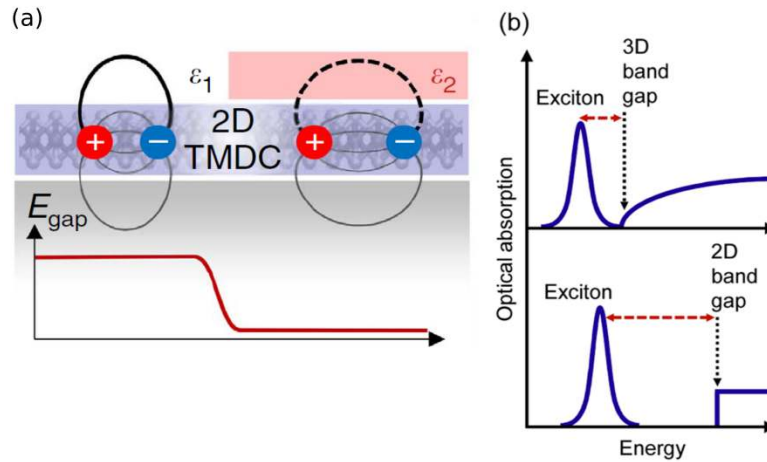 (a)
ε1
ε2
+
−
2D
TMDC
+
−
Egap
(b)
Optical absorption
3D
band
gap
Exciton
2D
band
gap
Exciton
Energy